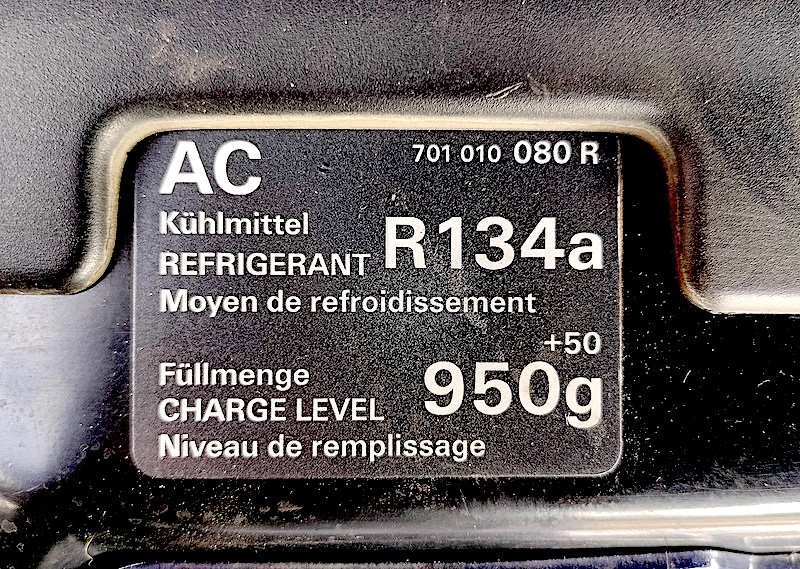 AC 701 010 080 R
Kühlmittel
REFRIGERANT R134a
Moyen de refroidissement
+50
Füllmenge
CHARGE LEVEL 950g
Niveau de remplissage